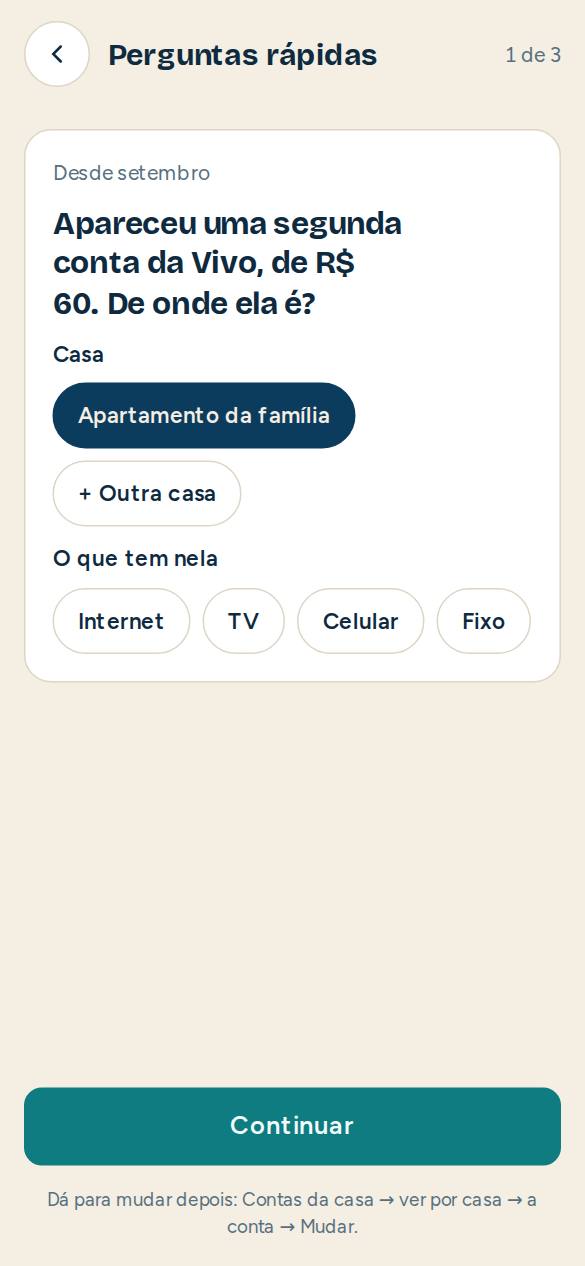 Perguntas rápidas
1 de 3
Desde setembro
Apareceu uma segunda
conta da Vivo, de R$
60. De onde ela é?
Casa
Apartamento da família
+ Outra casa
O que tem nela
Internet TV Celular Fixo
Continuar
Dá para mudar depois: Contas da casa → ver por casa → a
conta → Mudar.